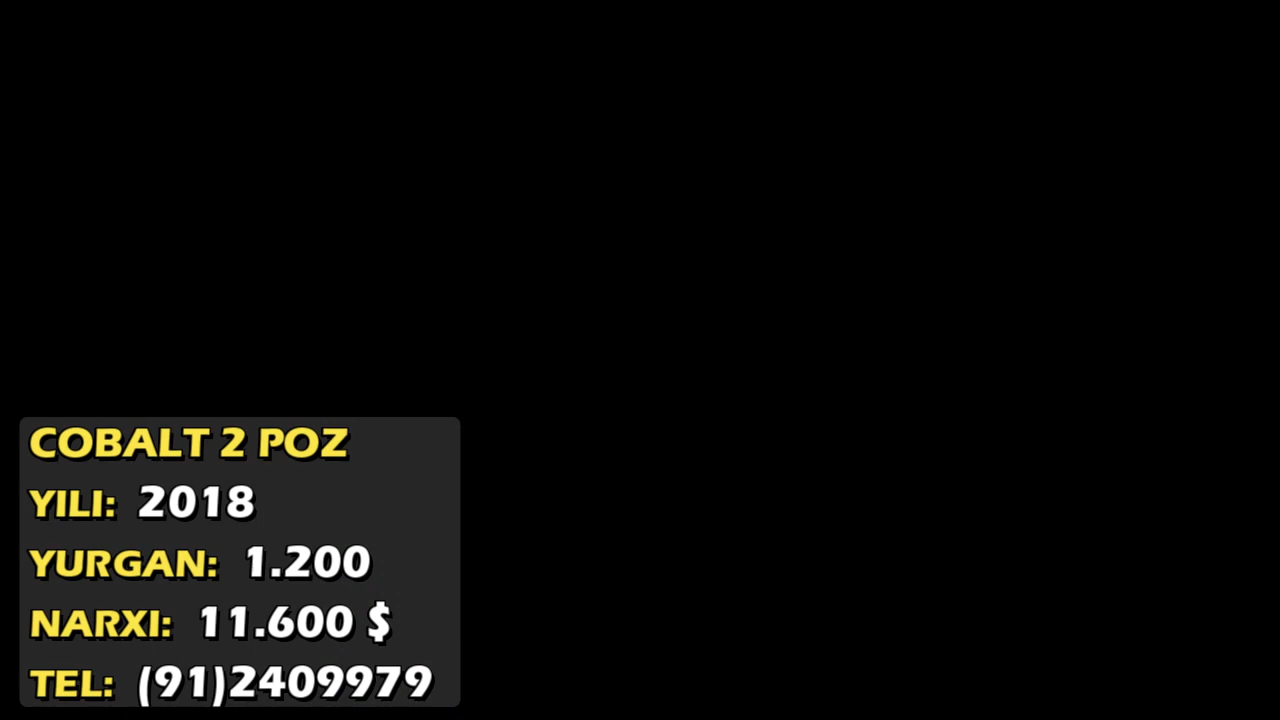 COBALT 2 POZ
YILI: 2018
YURGAN: 1.200
NARXI: 11.600 $
TEL: (91)2409979